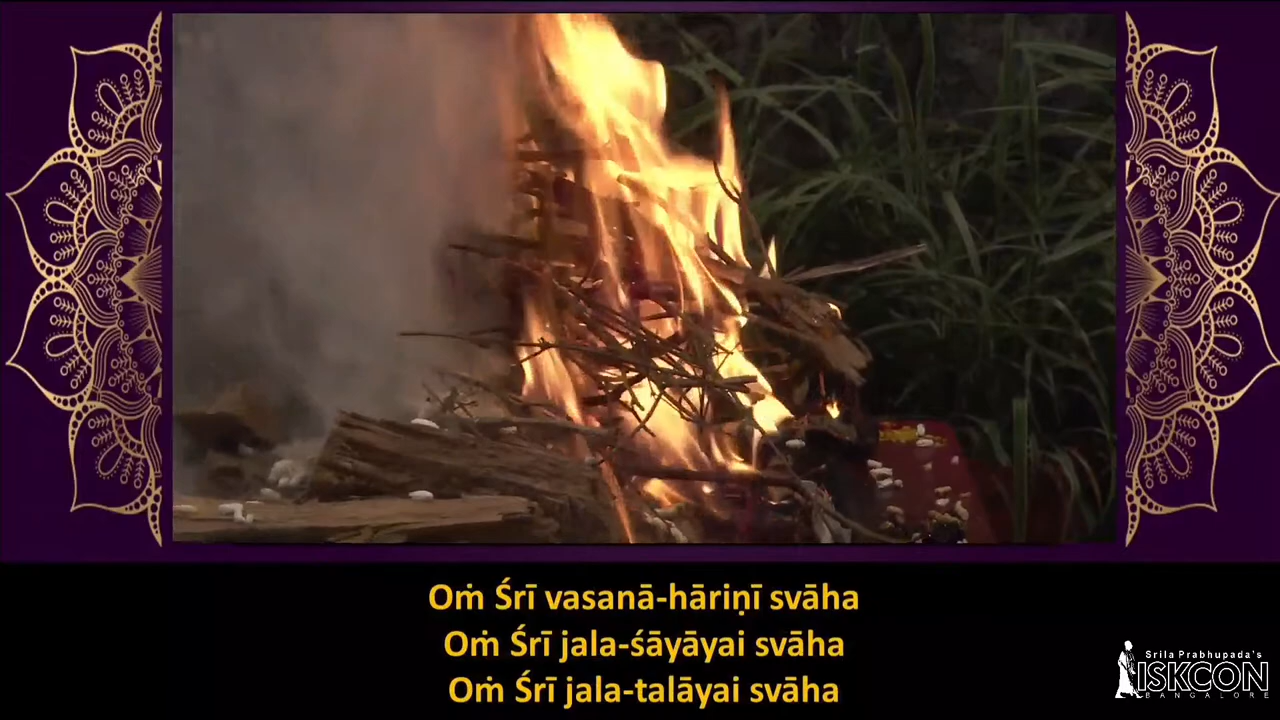 Oṁ Śrī vasanā-hāriṇī svāha
Oṁ Śrī jala-śāyāyai svāha
Oṁ Śrī jala-talāyai svāha
Srila Prabhupada's
ISKCON
BANGALORE